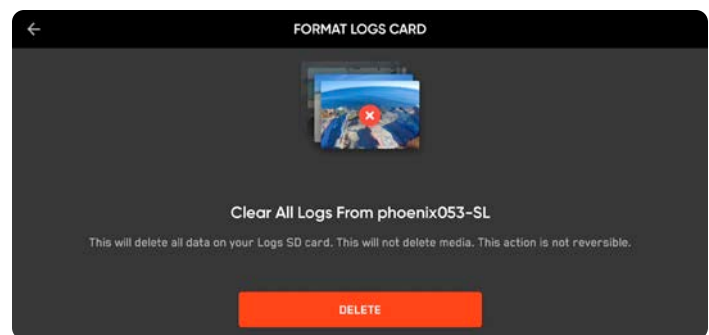 FORMAT LOGS CARD
Clear All Logs From phoenix053-SL
This will delete all data on your Logs SD card. This will not delete media. This action is not reversible.
DELETE